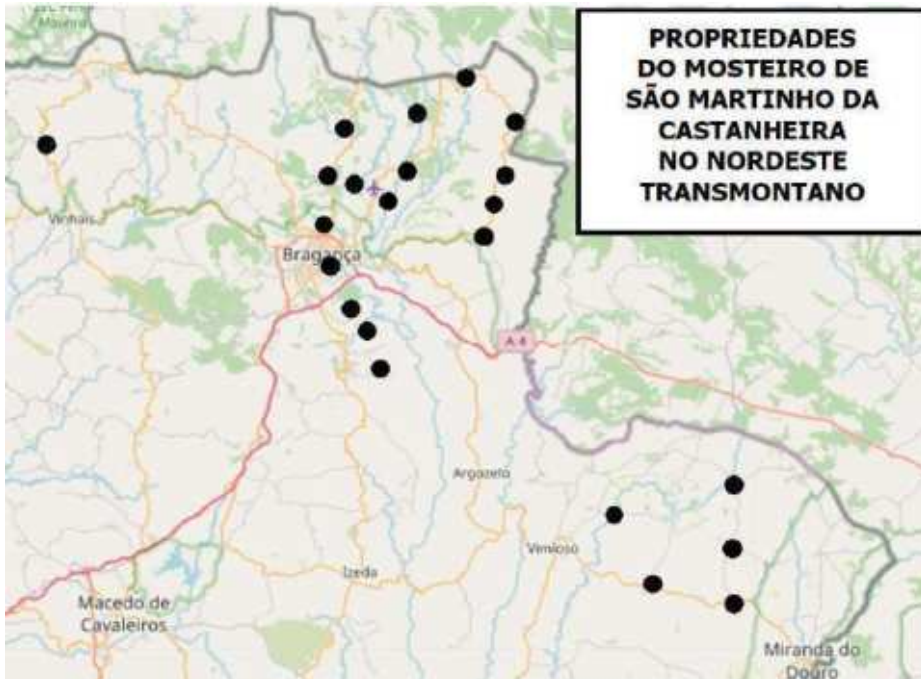 PROPRIEDADES
DO MOSTEIRO DE
SÃO MARTINHO DA
CASTANHEIRA
NO NORDESTE
TRANSMONTANO
Vinhais
Bragança
A 4
Argozelo
Vimioso
Izeda
Macedo de
Cavaleiros
Miranda do
Douro